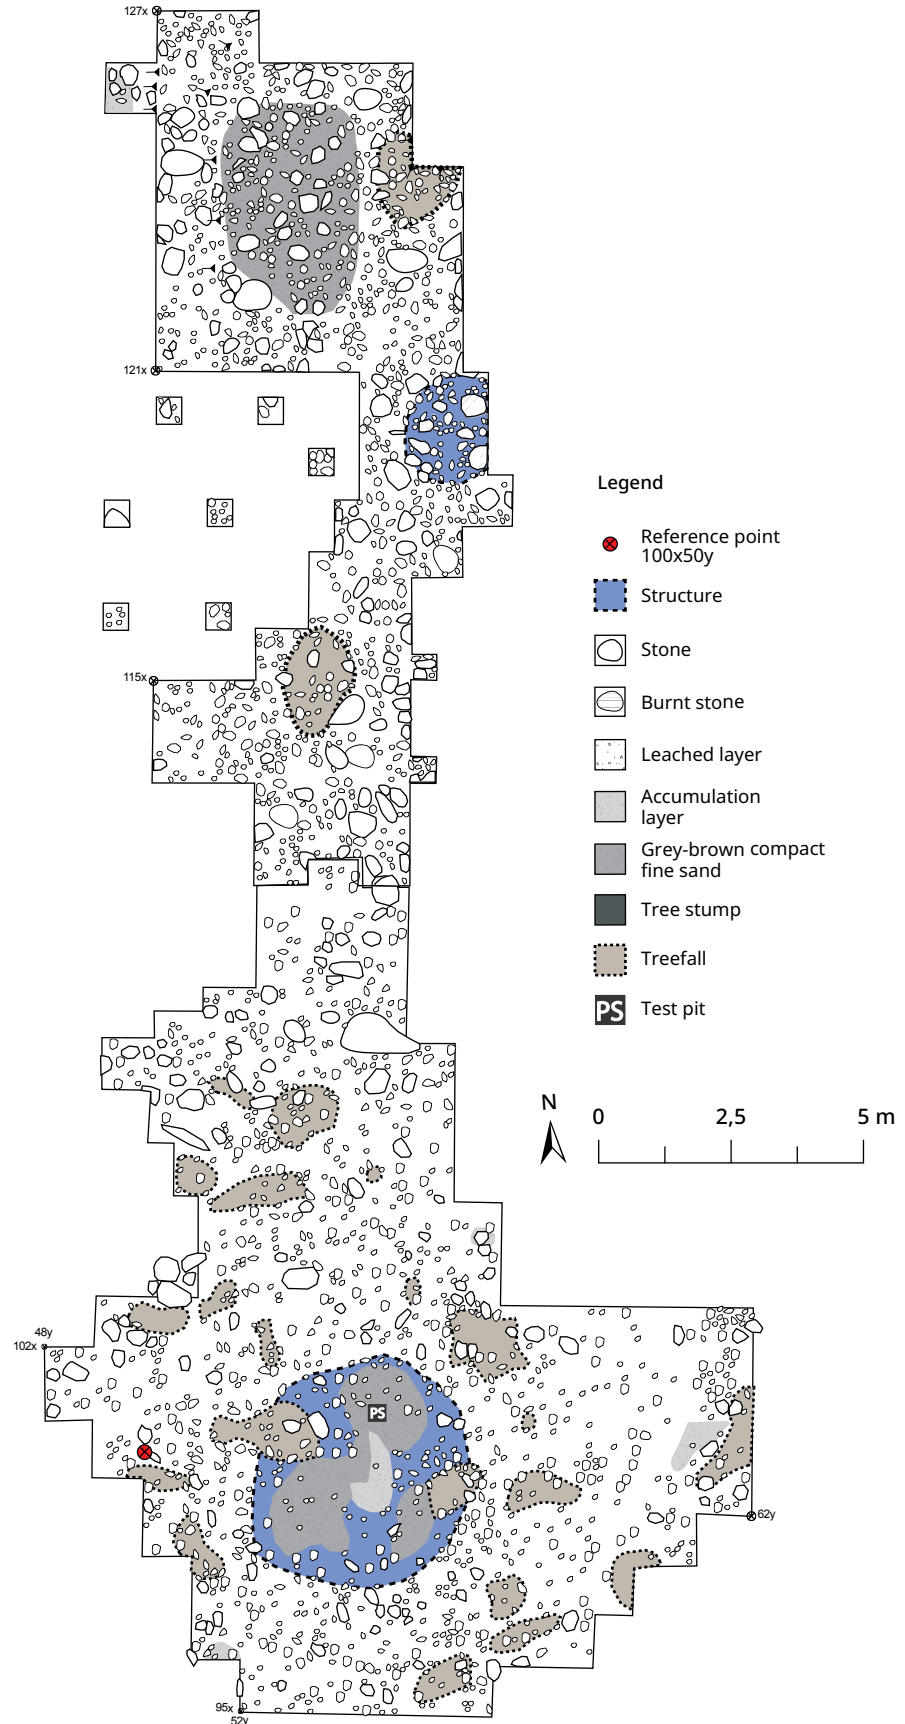 127x
121x
115x
Legend
Reference point
100x50y
Structure
Stone
Burnt stone
Leached layer
Accumulation
layer
Grey-brown compact
fine sand
Tree stump
Treefall
PS Test pit
N 0 2,5 5 m
48y
102x
PS
62y
95x
52y